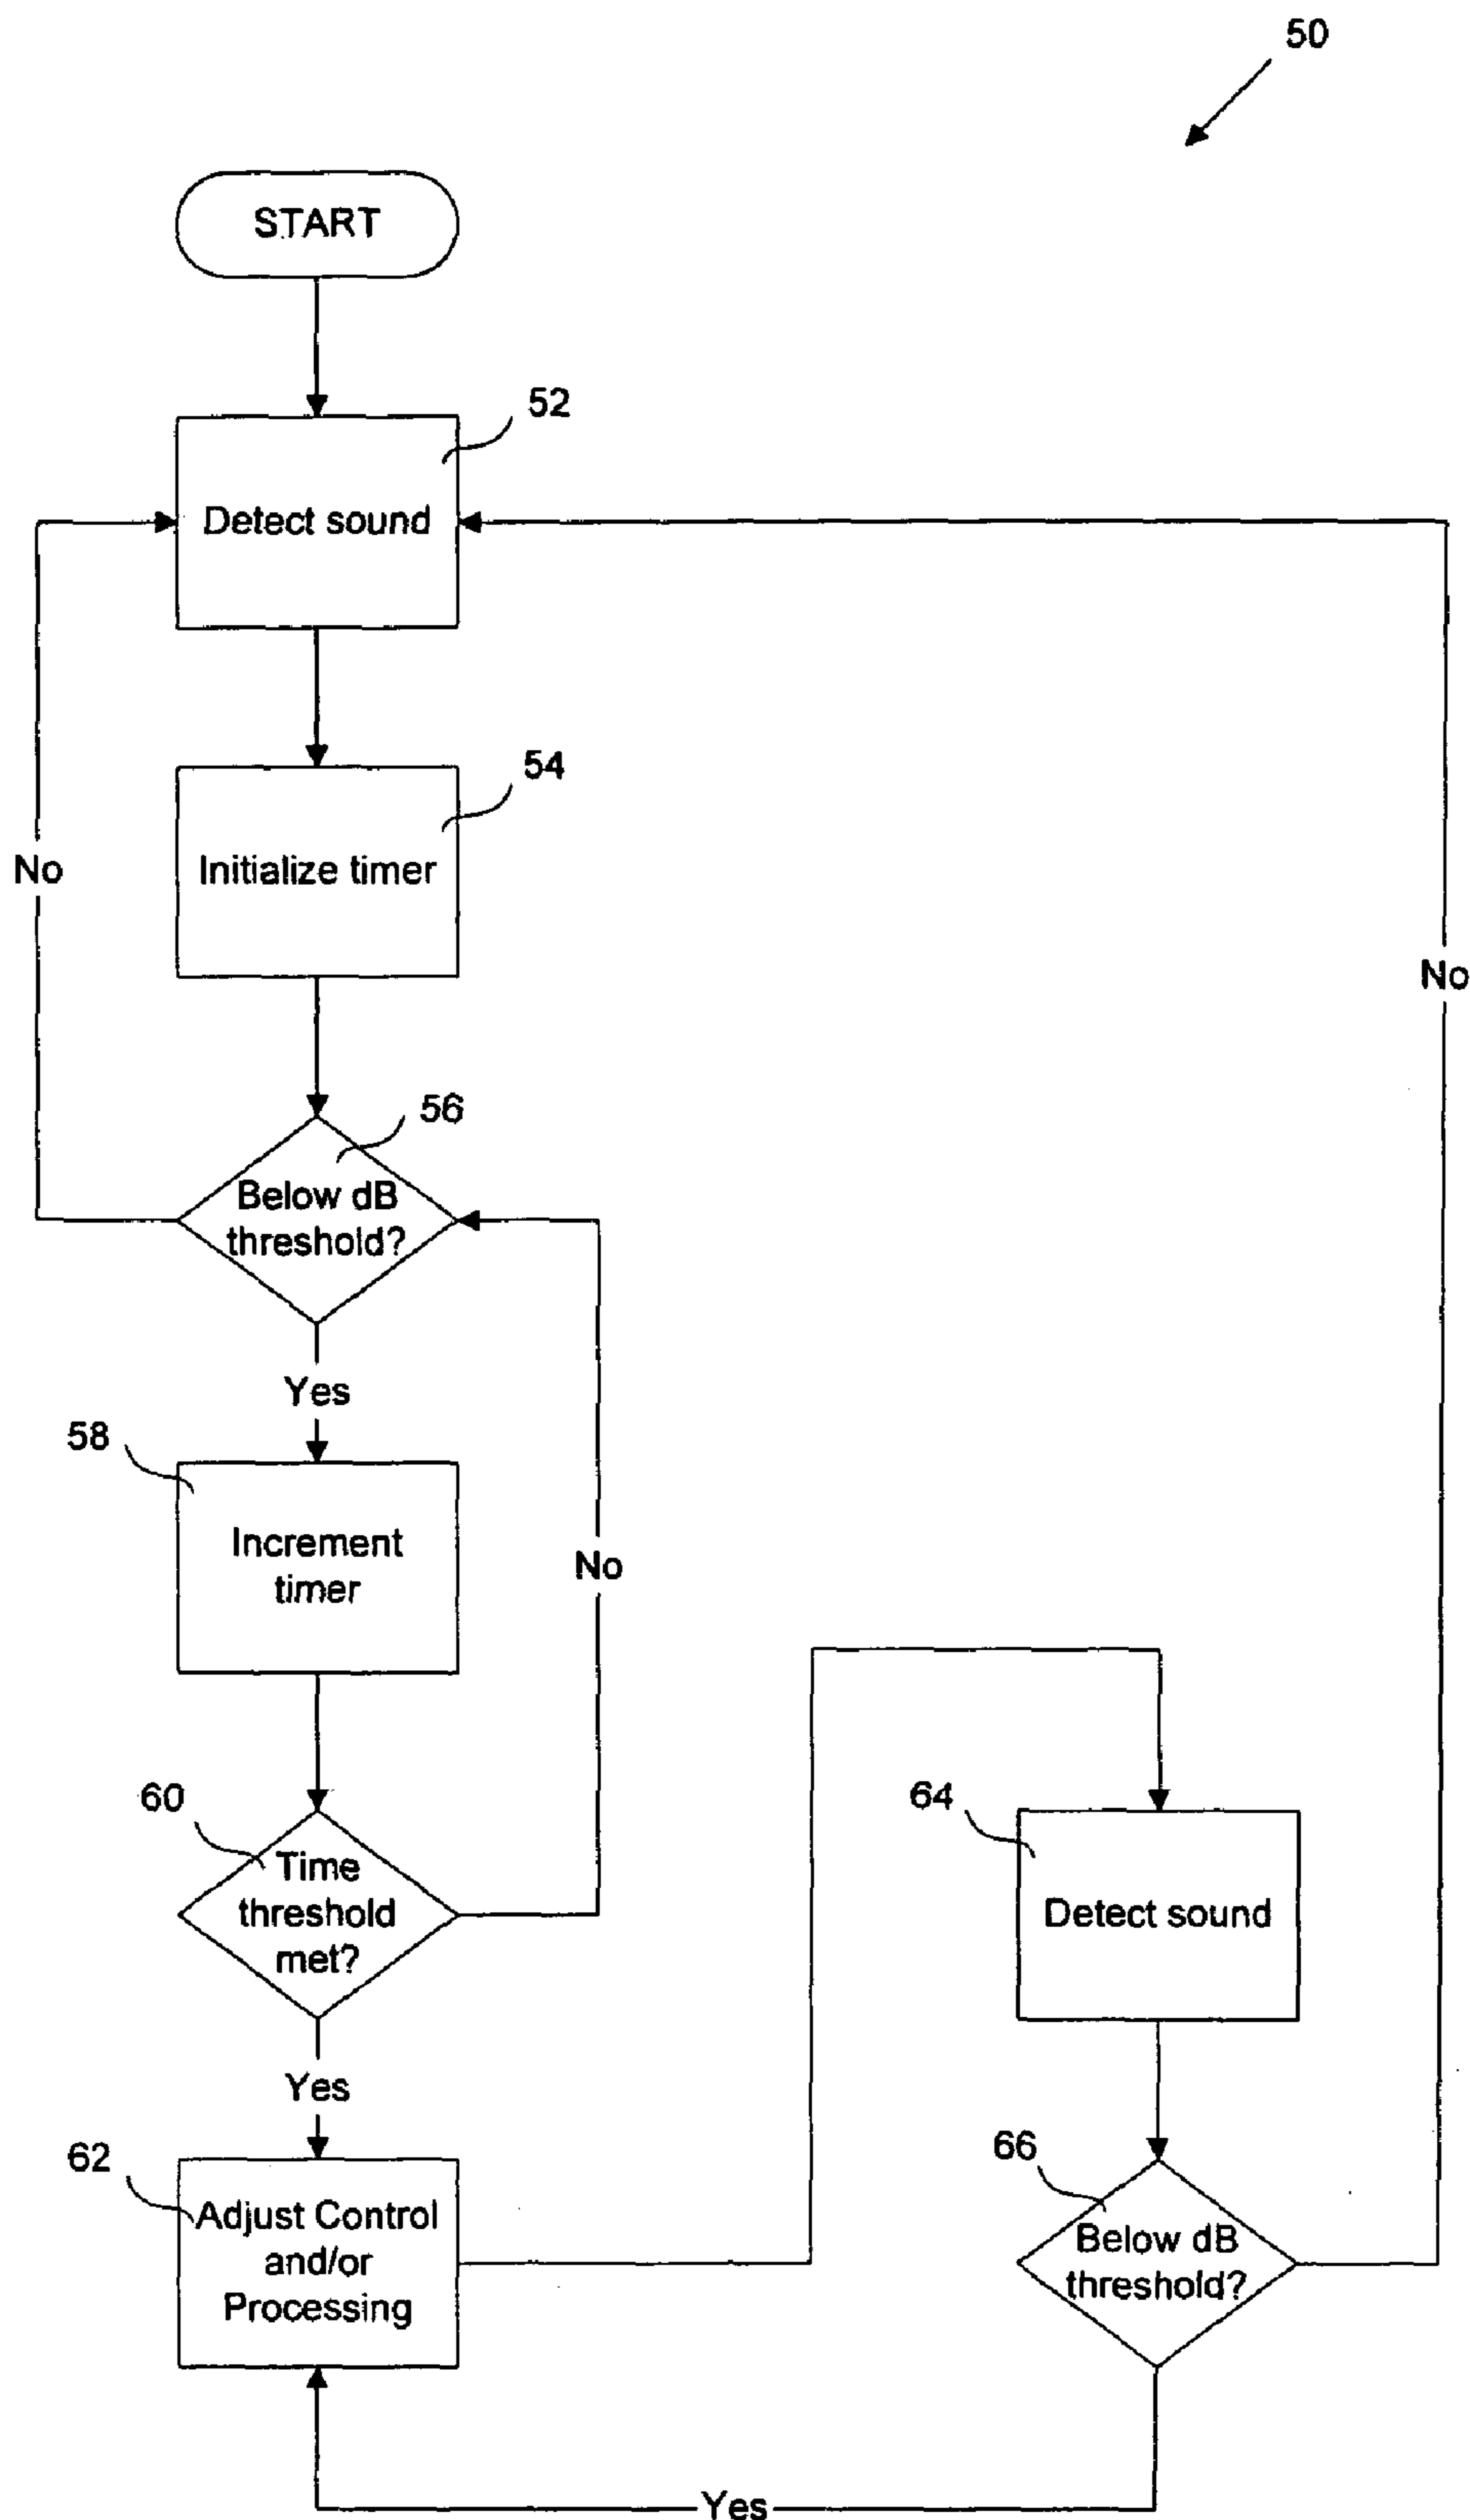 50
START
52
Detect sound
54
Initialize timer
No
No
56
Below dB
threshold?
Yes
58
Increment
timer
No
60
Time
threshold
met?
64
Detect sound
Yes
62
Adjust Control
and/or
Processing
66
Below dB
threshold?
Yes